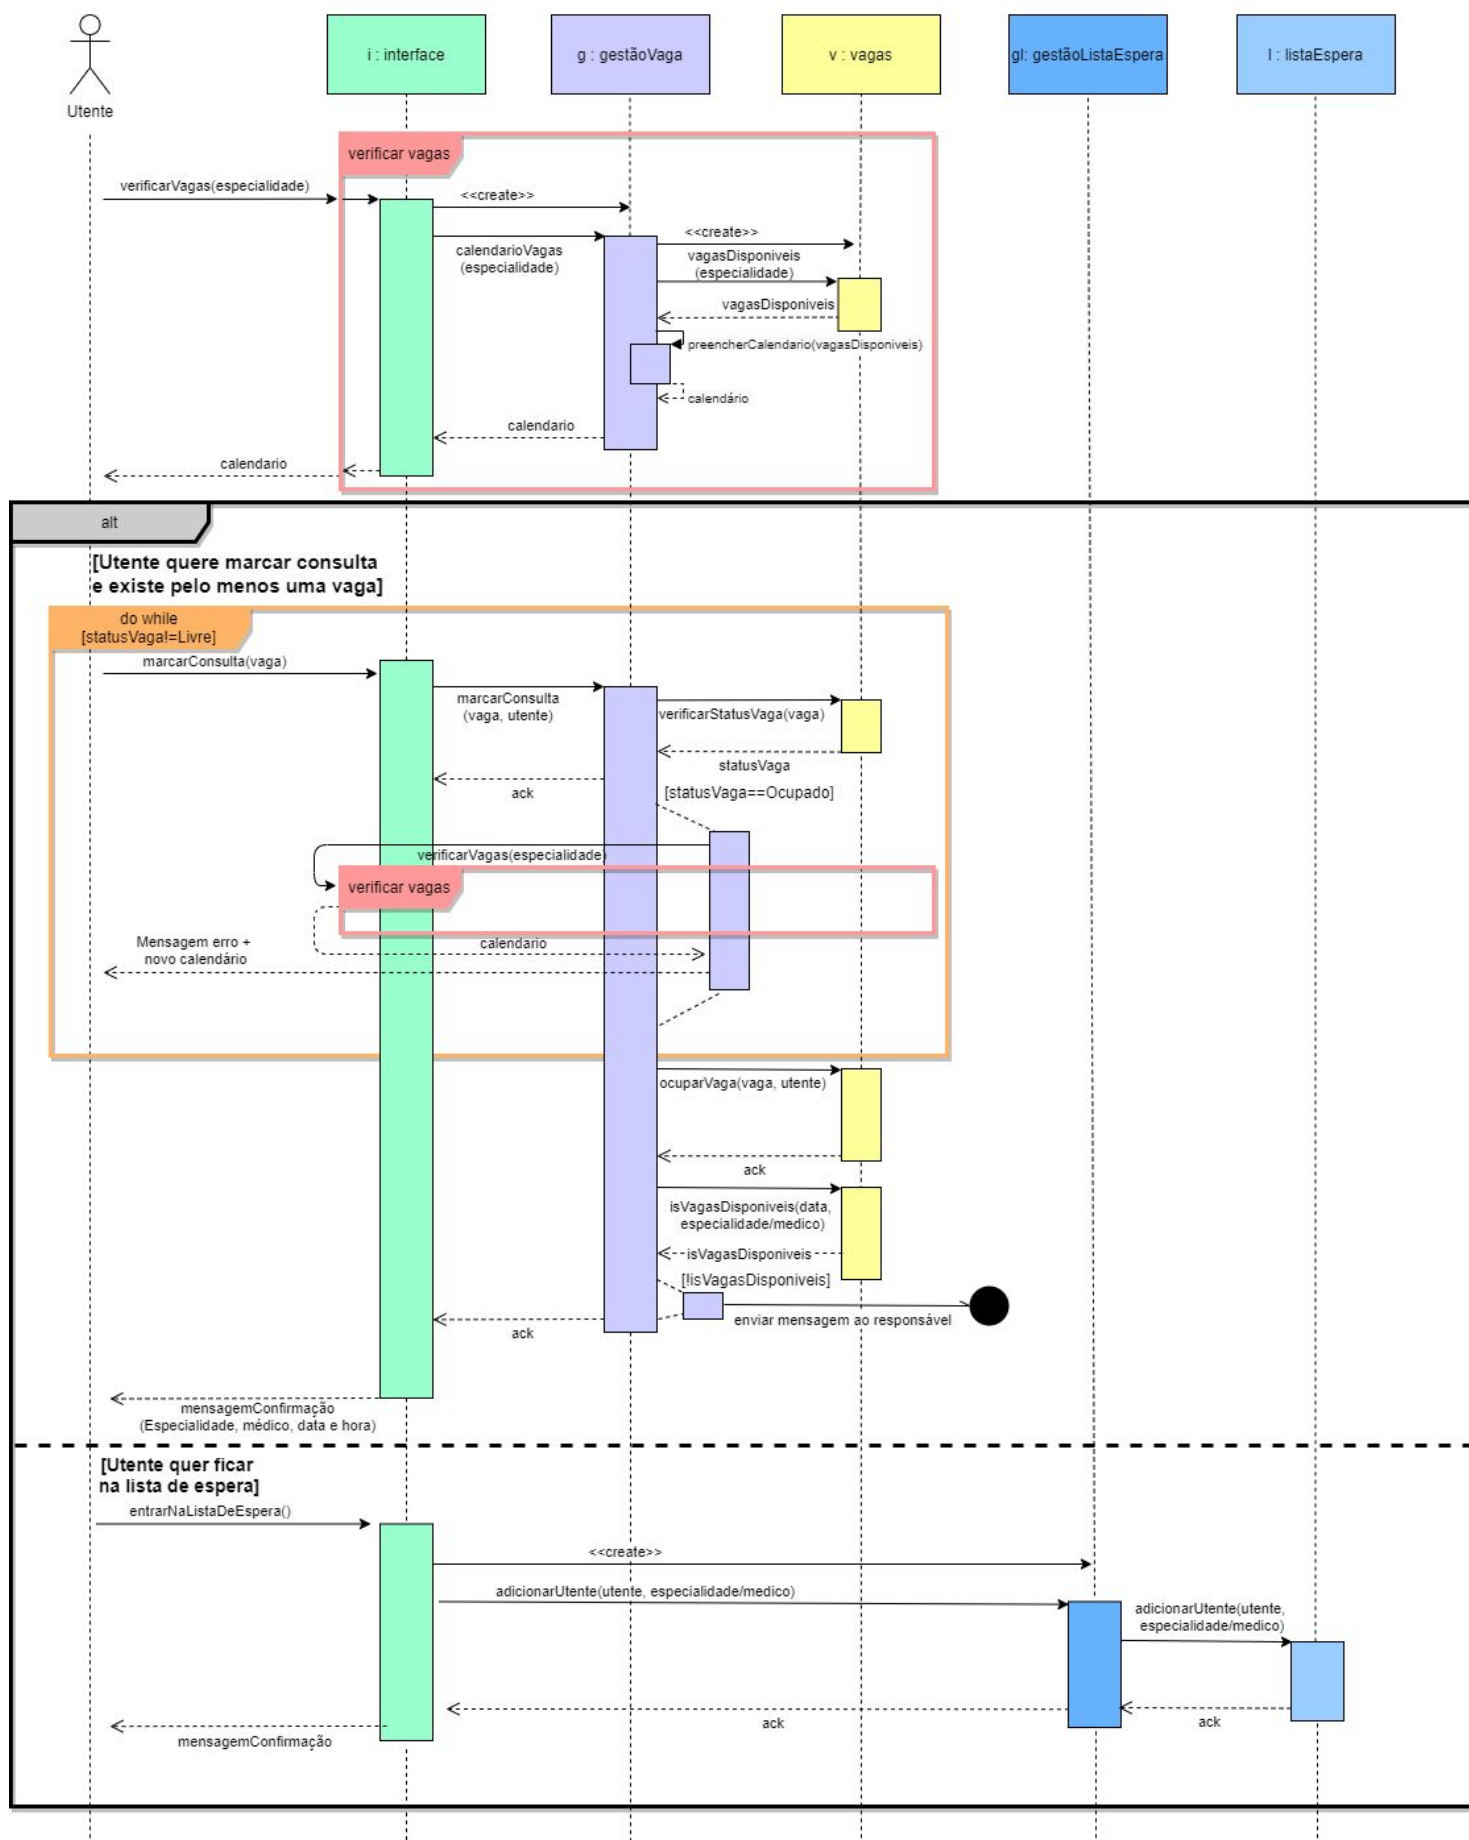 i : interface
g : gestãoVaga
v : vagas
gl: gestãoListaEspera
l : listaEspera
Utente
verificar vagas
verificarVagas(especialidade)
<<create>>
<<create>>
calendarioVagas
(especialidade)
vagasDisponiveis
(especialidade)
vagasDisponiveis
preencherCalendario(vagasDisponiveis)
calendário
calendario
calendario
alt
[Utente quere marcar consulta
e existe pelo menos uma vaga]
do while
[statusVaga!=Livre]
marcarConsulta(vaga)
marcarConsulta
(vaga, utente)
verificarStatusVaga(vaga)
statusVaga
ack
[statusVaga==Ocupado]
verificarVagas(especialidade)
verificar vagas
Mensagem erro +
novo calendário
calendario
ocuparVaga(vaga, utente)
ack
isVagasDisponiveis(data,
especialidade/medico)
isVagasDisponiveis
[!isVagasDisponiveis]
enviar mensagem ao responsável
ack
mensagemConfirmação
(Especialidade, médico, data e hora)
[Utente quer ficar
na lista de espera]
entrarNaListaDeEspera()
<<create>>
adicionarUtente(utente, especialidade/medico)
adicionarUtente(utente,
especialidade/medico)
ack
ack
mensagemConfirmação